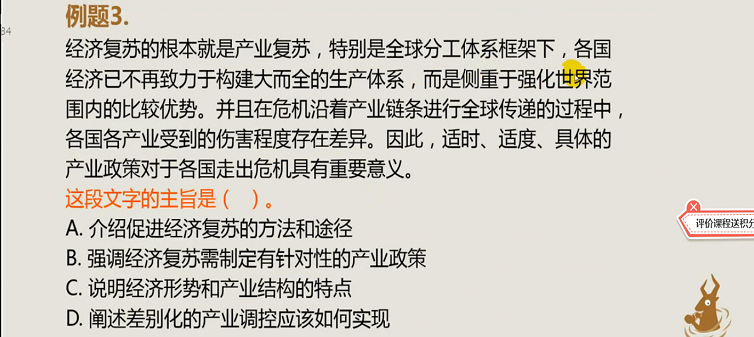 例题3.
34
经济复苏的根本就是产业复苏，特别是全球分工体系框架下，各国
经济已不再致力于构建大而全的生产体系，而是侧重于强化世界范
围内的比较优势。并且在危机沿着产业链条进行全球传递的过程中，
各国各产业受到的伤害程度存在差异。因此，适时、适度、具体的
产业政策对于各国走出危机具有重要意义。
这段文字的主旨是（ ）。
A. 介绍促进经济复苏的方法和途径
评价课程送积分
B. 强调经济复苏需制定有针对性的产业政策
C. 说明经济形势和产业结构的特点
D. 阐述差别化的产业调控应该如何实现